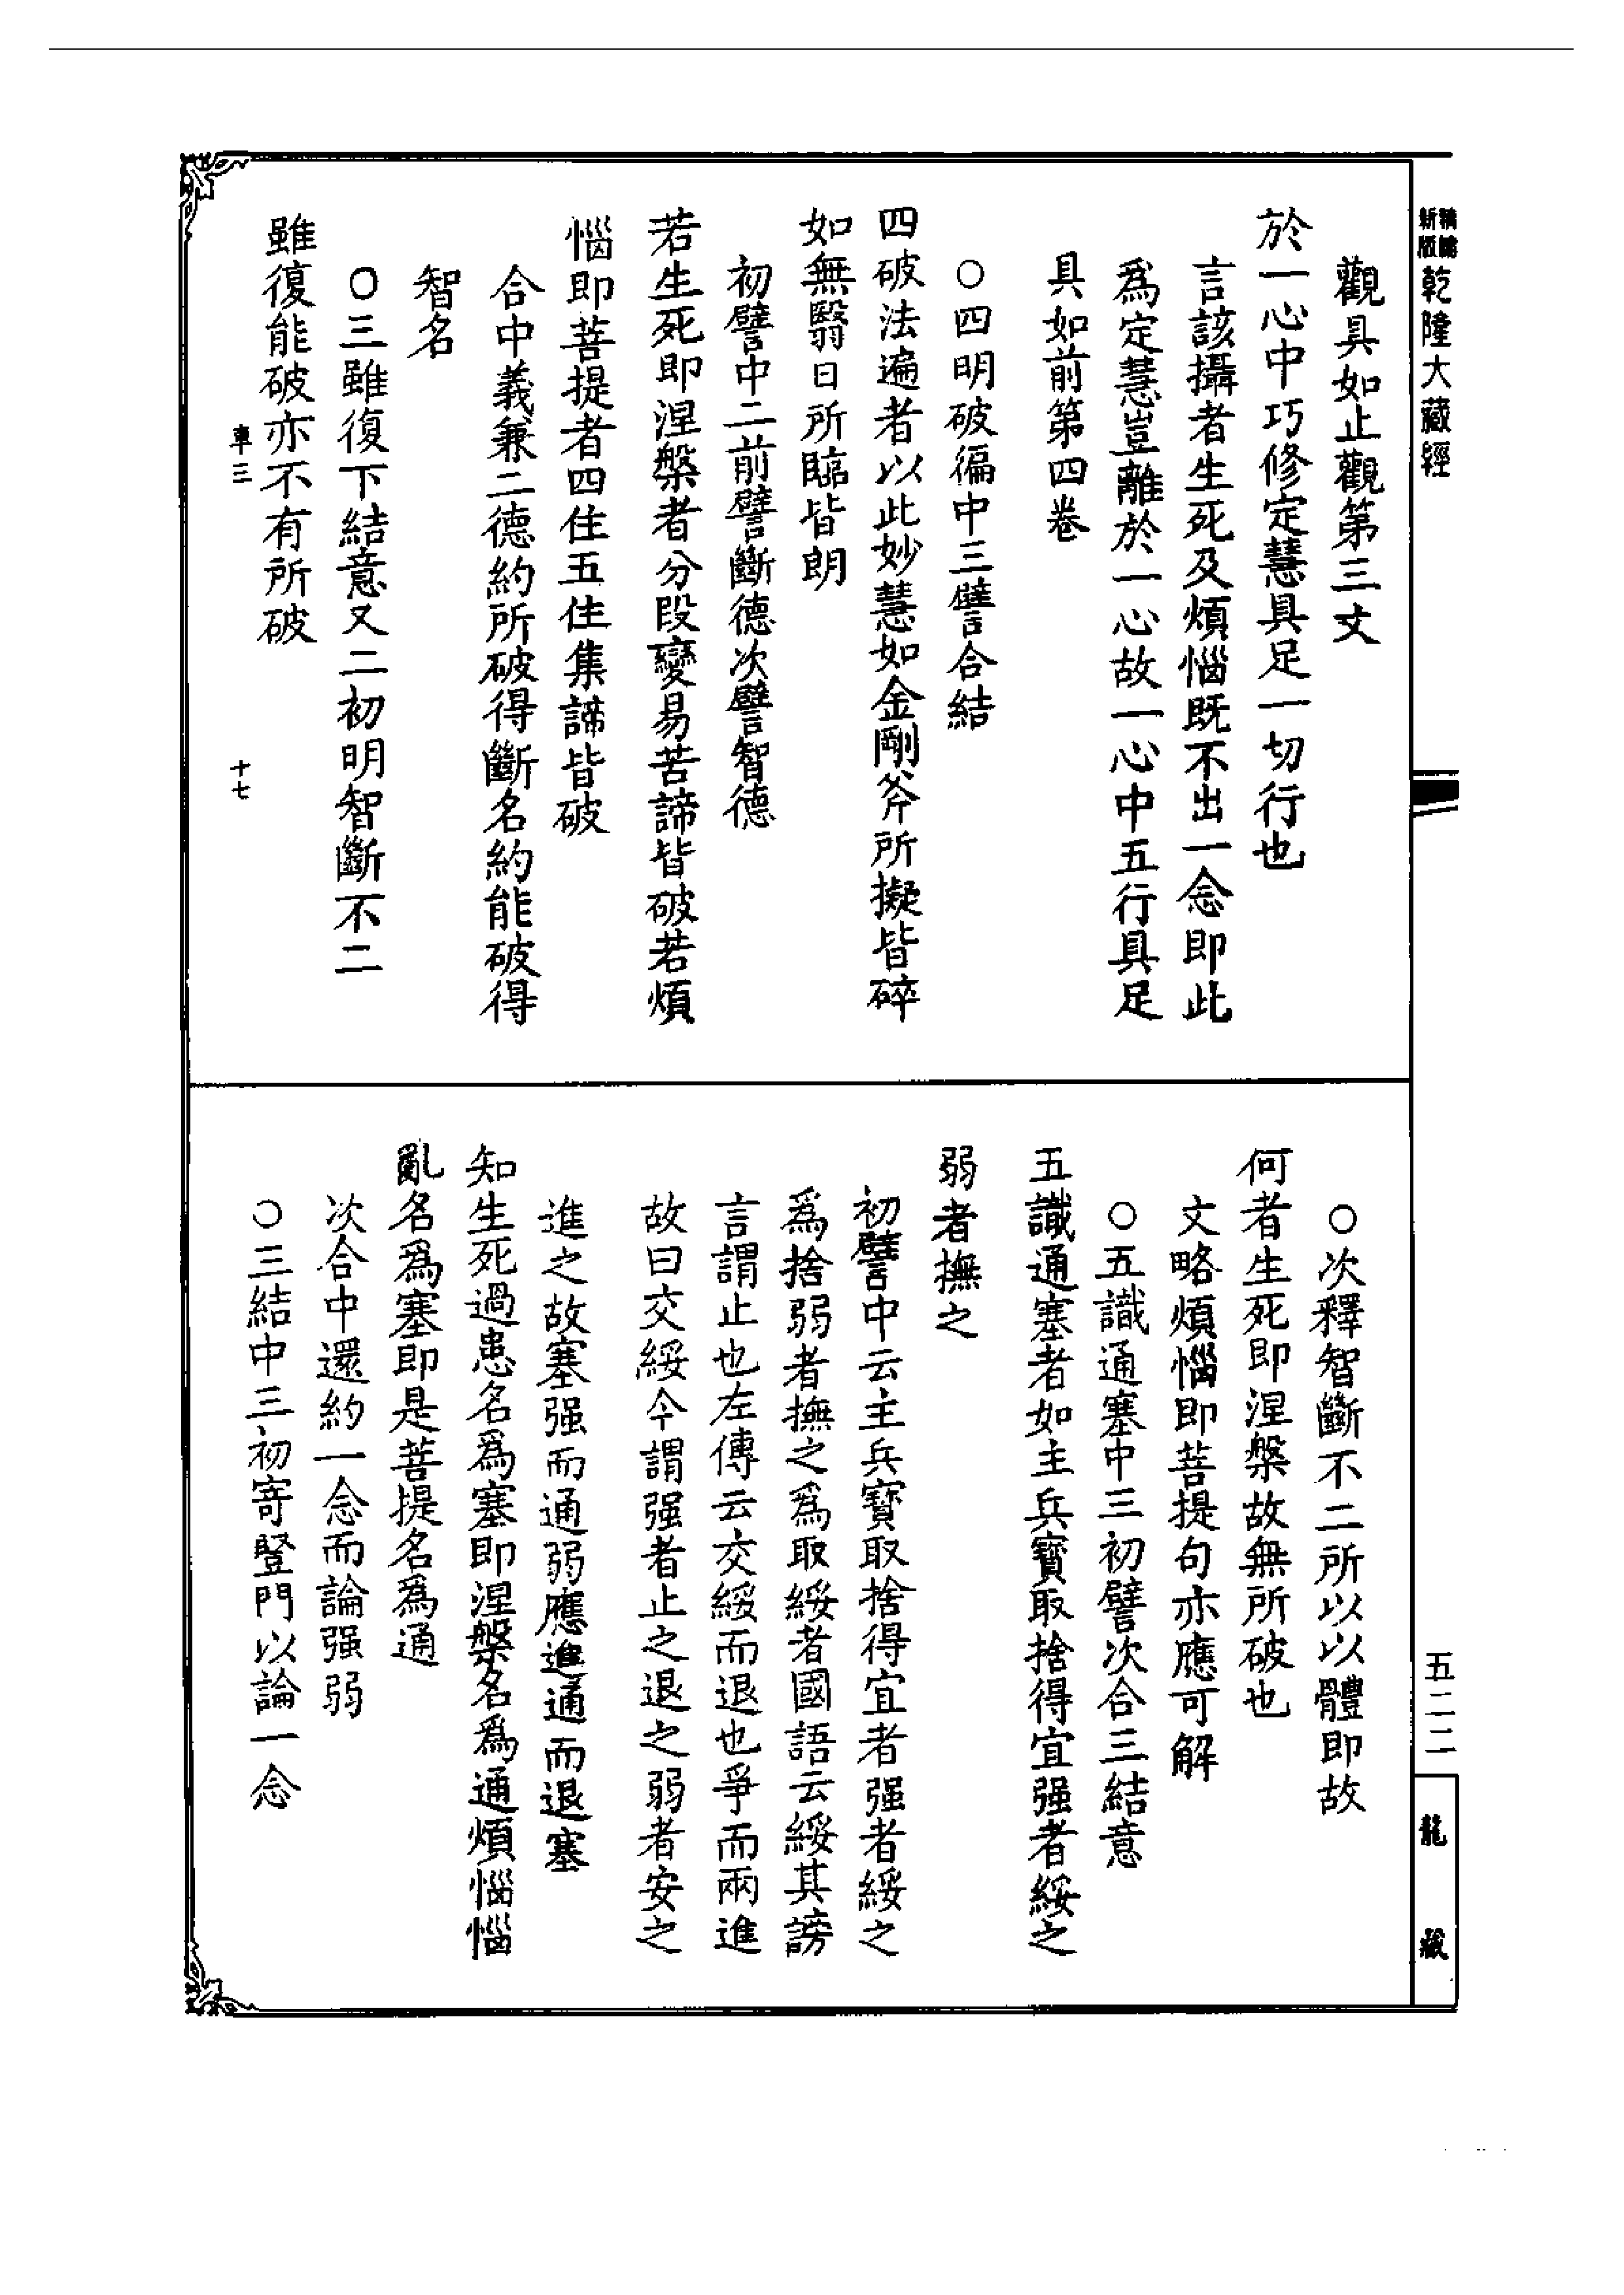 新版精縮乾隆大藏經
觀具如止觀第三文
於一心中巧修定慧具足一切行也
言該攝者生死及煩惱既不出一念即此
爲定慧豈離於一心故一心中五行具足
具如前第四卷
○四明破徧中三譬合結
四破法遍者以此妙慧如金剛斧所擬皆碎
如無翳日所臨皆朗
初譬中二前譬斷德次譬智德
若生死即涅槃者分段變易苦諦皆破若煩
惱即菩提者四住五住集諦皆破
合中義兼二德約所破得斷名約能破得
智名
○三雖復下結意又二初明智斷不二
雖復能破亦不有所破
車三 十七
○次釋智斷不二所以以體即故
何者生死即涅槃故無所破也
文略煩惱即菩提句亦應可解
○五識通塞中三初譬次合三結意
五識通塞者如主兵寶取捨得宜强者綏之
弱者撫之
初譬中云主兵寶取捨得宜者强者綏之
爲捨弱者撫之爲取綏者國語云綏其謗
言謂止也左傳云交綏而退也爭而兩進
故曰交綏今謂强者止之退之弱者安之
進之故塞强而通弱應進通而退塞
知生死過患名爲塞即涅槃名爲通煩惱惱
亂名爲塞即是菩提名爲通
次合中還約一念而論强弱
○三結中三初寄豎門以論一念
五二二
龍藏